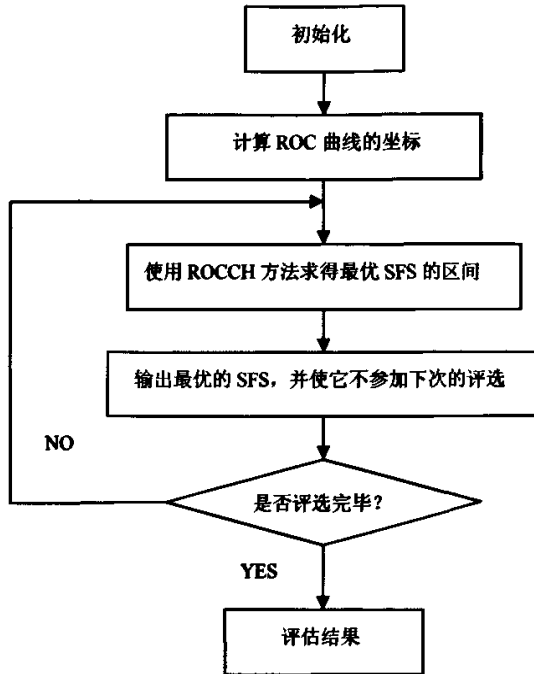 初始化
计算 ROC 曲线的坐标
使用 ROCCH 方法求得最优 SFS 的区间
输出最优的 SFS，并使它不参加下次的评选
NO
是否评选完毕？
YES
评估结果